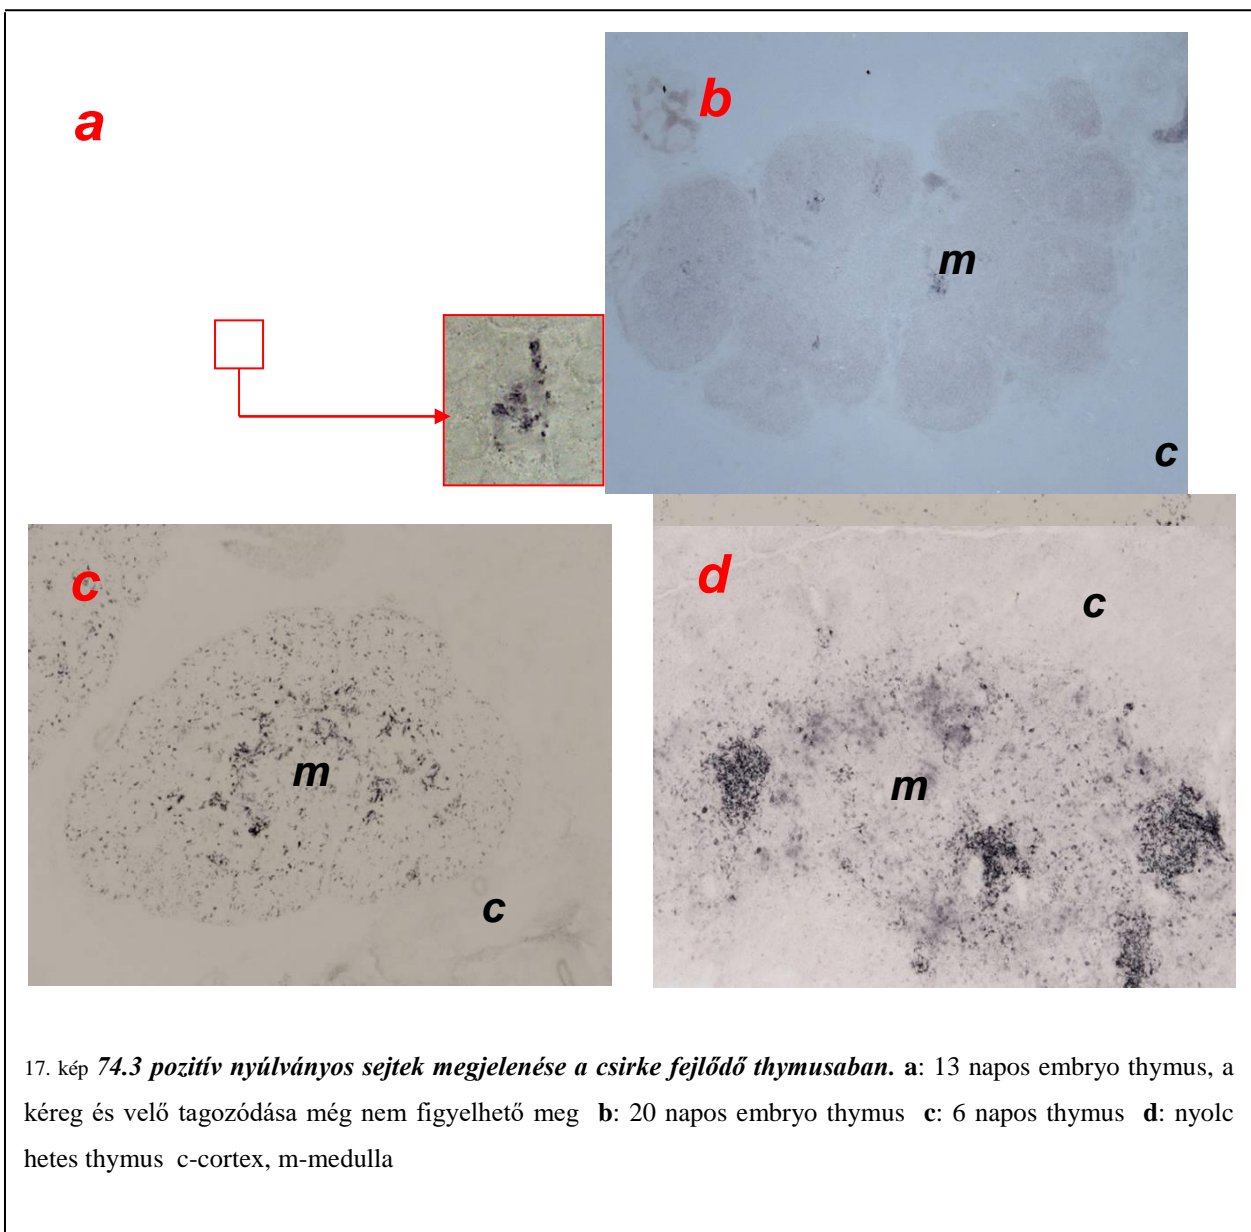 a
b
m
c
c
m
c
d
c
m
17. kép 74.3 pozitív nyúlványos sejtek megjelenése a csirke fejlődő thymusaban. a: 13 napos embryo thymus, a
kéreg és velő tagozódása még nem figyelhető meg b: 20 napos embryo thymus c: 6 napos thymus d: nyolc
hetes thymus c-cortex, m-medulla